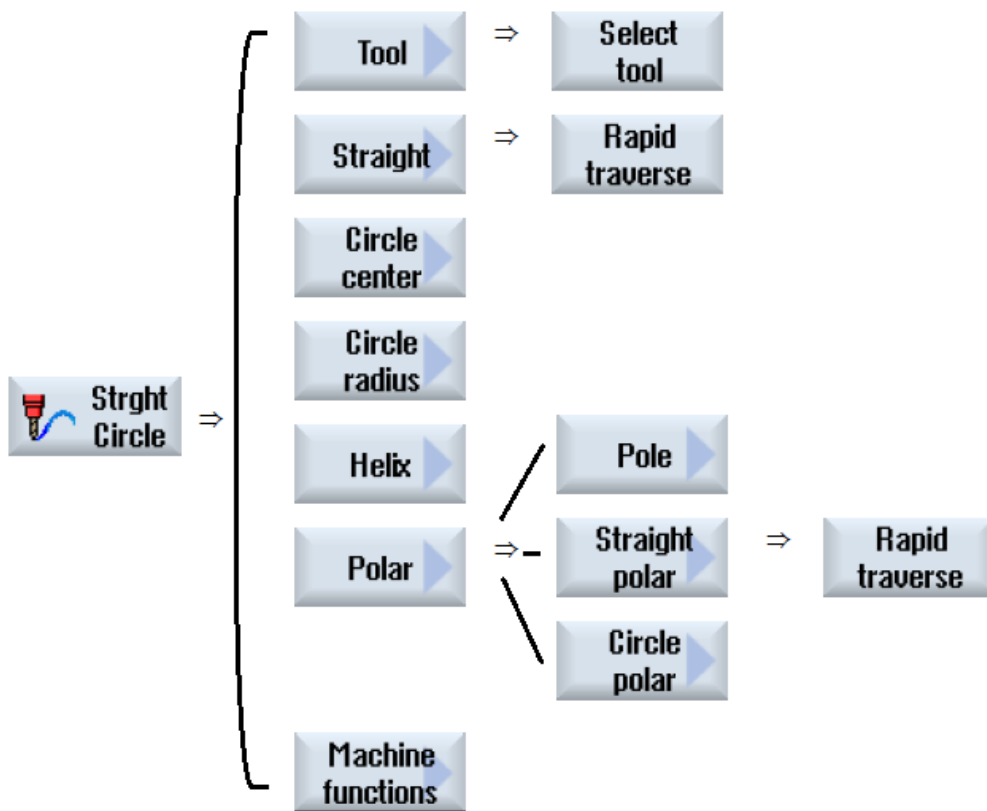 Tool
⇒
Select
tool
Straight
⇒
Rapid
traverse
Circle
center
Circle
radius
Strght
Circle
⇒
Helix
Pole
Polar
⇒
Straight
polar
⇒
Rapid
traverse
Circle
polar
Machine
functions